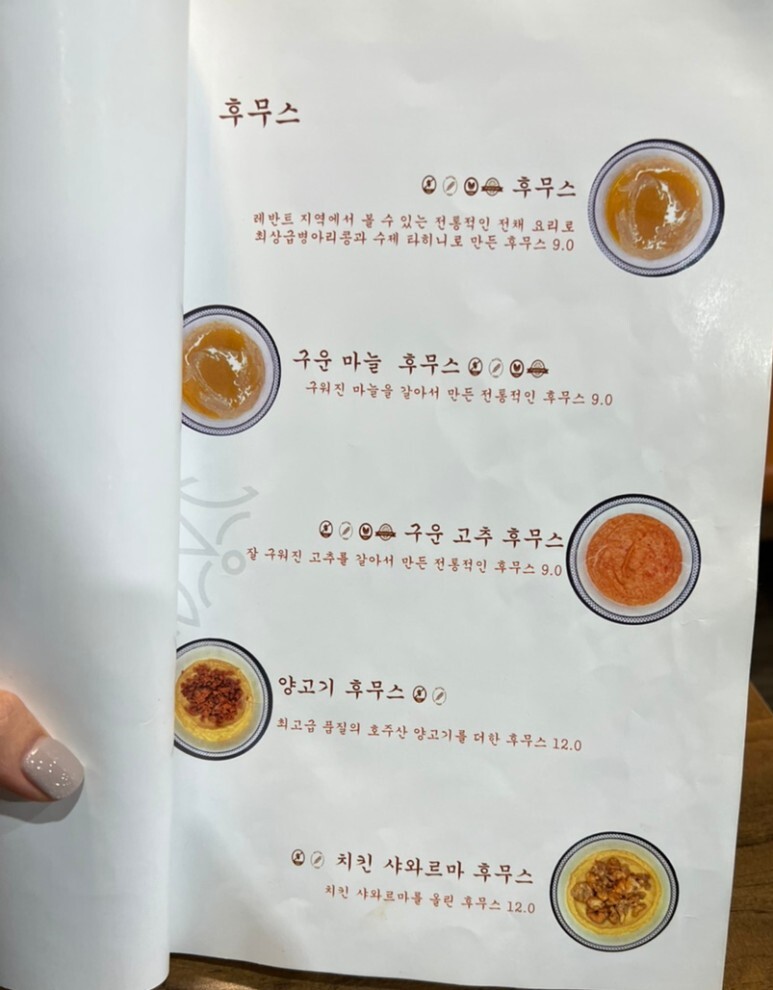 후무스
후무스
레반트 지역에서 볼 수 있는 전통적인 전채 요리로
최상급병아리콩과 수제 타히니로 만든 후무스 9.0
구운 마늘 후무스
구워진 마늘을 갈아서 만든 전통적인 후무스 9.0
구운 고추 후무스
잘 구워진 고추를 갈아서 만든 전통적인 후무스 9.0
양고기 후무스
최고급 품질의 호주산 양고기를 더한 후무스 12.0
치킨 샤와르마 후무스
치킨 샤와르마를 올린 후무스 12.0